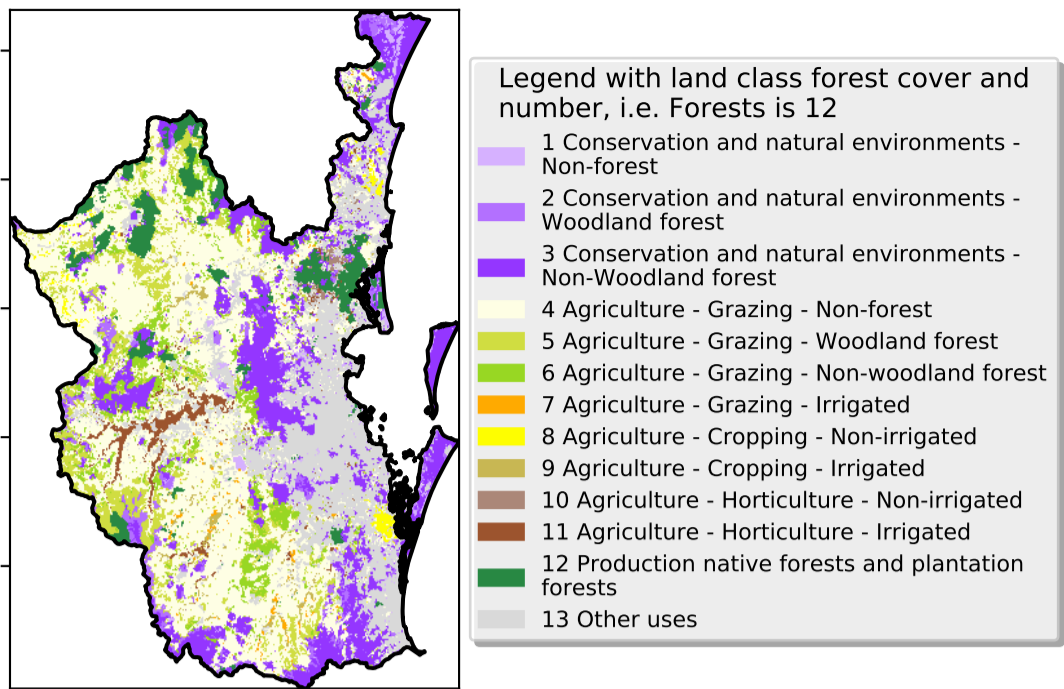 Legend with land class forest cover and
number, i.e. Forests is 12
1 Conservation and natural environments -
Non-forest
2 Conservation and natural environments -
Woodland forest
3 Conservation and natural environments -
Non-Woodland forest
4 Agriculture - Grazing - Non-forest
5 Agriculture - Grazing - Woodland forest
6 Agriculture - Grazing - Non-woodland forest
7 Agriculture - Grazing - Irrigated
8 Agriculture - Cropping - Non-irrigated
9 Agriculture - Cropping - Irrigated
10 Agriculture - Horticulture - Non-irrigated
11 Agriculture - Horticulture - Irrigated
12 Production native forests and plantation
forests
13 Other uses